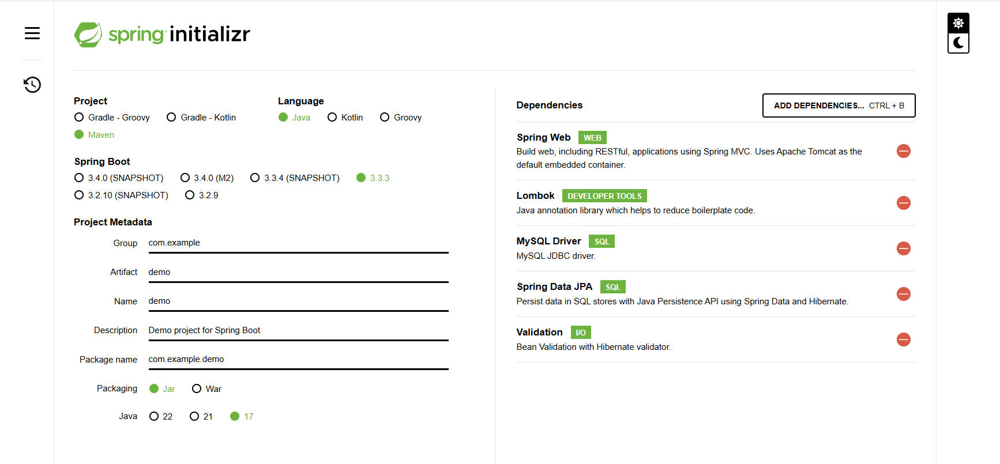 spring initializr
Project
Gradle - Groovy Gradle - Kotlin
Maven
Language
Java Kotlin Groovy
Spring Boot
3.4.0 (SNAPSHOT) 3.4.0 (M2) 3.3.4 (SNAPSHOT) 3.3.3
3.2.10 (SNAPSHOT) 3.2.9
Project Metadata
Group com.example
Artifact demo
Name demo
Description Demo project for Spring Boot
Package name com.example.demo
Packaging Jar War
Java 22 21 17
Dependencies
ADD DEPENDENCIES... CTRL + B
Spring Web WEB
Build web, including RESTful, applications using Spring MVC. Uses Apache Tomcat as the
default embedded container.
Lombok DEVELOPER TOOLS
Java annotation library which helps to reduce boilerplate code.
MySQL Driver SQL
MySQL JDBC driver.
Spring Data JPA SQL
Persist data in SQL stores with Java Persistence API using Spring Data and Hibernate.
Validation I/O
Bean Validation with Hibernate validator.